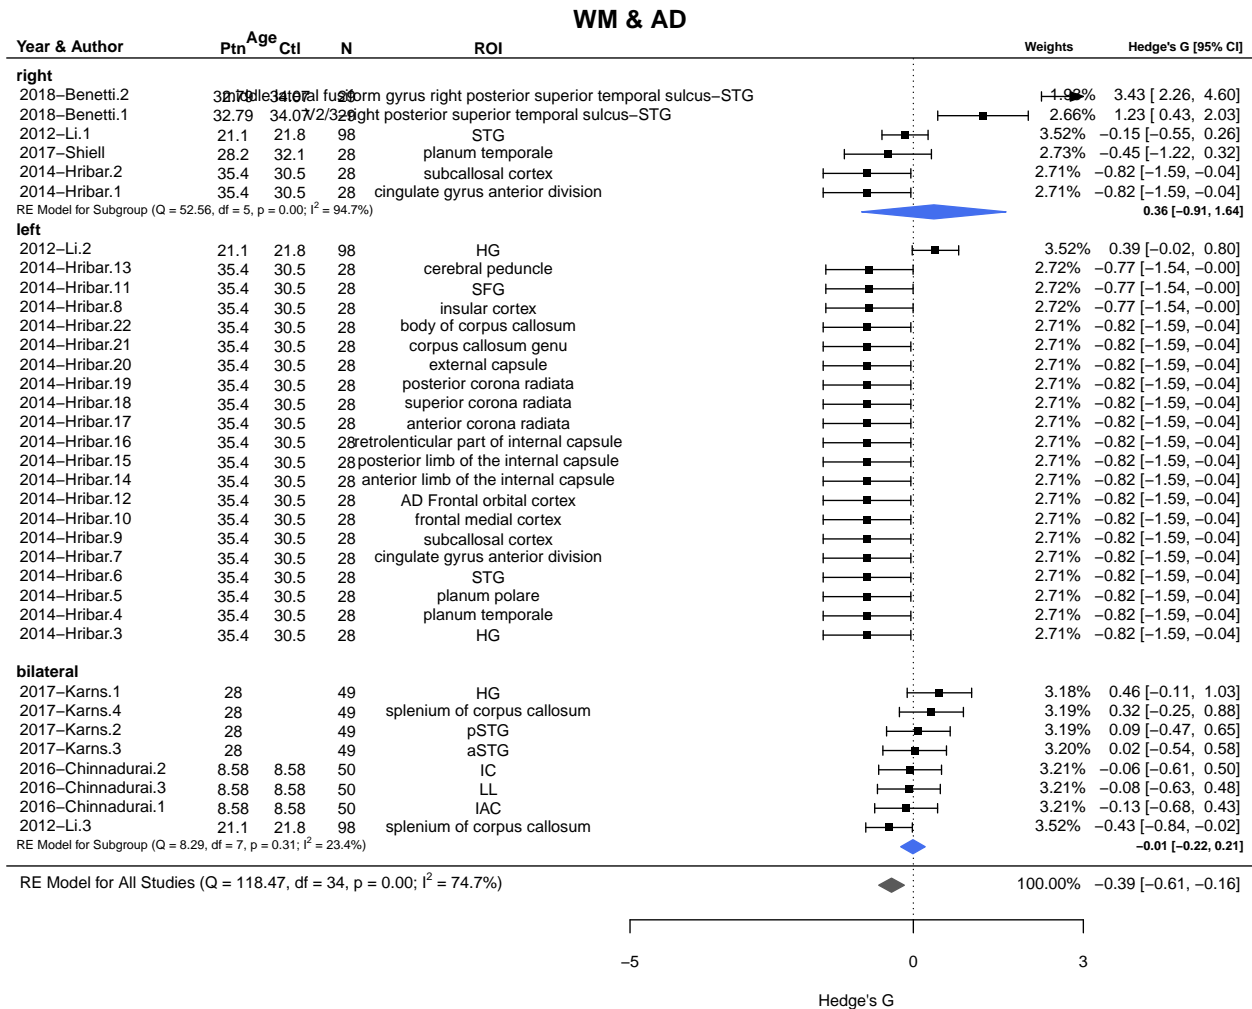 WM & AD
Year & Author Age Ptn Ctl N ROI Weights Hedge's G [95% CI]
right
2018−Benetti.2 32.79 34.07 29 middle lateral fusiform gyrus right posterior superior temporal sulcus−STG 1.93% 3.43 [ 2.26, 4.60]
2018−Benetti.1 32.79 34.07 29 V2/3−right posterior superior temporal sulcus−STG 2.66% 1.23 [ 0.43, 2.03]
2012−Li.1 21.1 21.8 98 STG 3.52% −0.15 [−0.55, 0.26]
2017−Shiell 28.2 32.1 28 planum temporale 2.73% −0.45 [−1.22, 0.32]
2014−Hribar.2 35.4 30.5 28 subcallosal cortex 2.71% −0.82 [−1.59, −0.04]
2014−Hribar.1 35.4 30.5 28 cingulate gyrus anterior division 2.71% −0.82 [−1.59, −0.04]
RE Model for Subgroup (Q = 52.56, df = 5, p = 0.00; I² = 94.7%) 0.36 [−0.91, 1.64]
left
2012−Li.2 21.1 21.8 98 HG 3.52% 0.39 [−0.02, 0.80]
2014−Hribar.13 35.4 30.5 28 cerebral peduncle 2.72% −0.77 [−1.54, −0.00]
2014−Hribar.11 35.4 30.5 28 SFG 2.72% −0.77 [−1.54, −0.00]
2014−Hribar.8 35.4 30.5 28 insular cortex 2.72% −0.77 [−1.54, −0.00]
2014−Hribar.22 35.4 30.5 28 body of corpus callosum 2.71% −0.82 [−1.59, −0.04]
2014−Hribar.21 35.4 30.5 28 corpus callosum genu 2.71% −0.82 [−1.59, −0.04]
2014−Hribar.20 35.4 30.5 28 external capsule 2.71% −0.82 [−1.59, −0.04]
2014−Hribar.19 35.4 30.5 28 posterior corona radiata 2.71% −0.82 [−1.59, −0.04]
2014−Hribar.18 35.4 30.5 28 superior corona radiata 2.71% −0.82 [−1.59, −0.04]
2014−Hribar.17 35.4 30.5 28 anterior corona radiata 2.71% −0.82 [−1.59, −0.04]
2014−Hribar.16 35.4 30.5 28 retrolenticular part of internal capsule 2.71% −0.82 [−1.59, −0.04]
2014−Hribar.15 35.4 30.5 28 posterior limb of the internal capsule 2.71% −0.82 [−1.59, −0.04]
2014−Hribar.14 35.4 30.5 28 anterior limb of the internal capsule 2.71% −0.82 [−1.59, −0.04]
2014−Hribar.12 35.4 30.5 28 AD Frontal orbital cortex 2.71% −0.82 [−1.59, −0.04]
2014−Hribar.10 35.4 30.5 28 frontal medial cortex 2.71% −0.82 [−1.59, −0.04]
2014−Hribar.9 35.4 30.5 28 subcallosal cortex 2.71% −0.82 [−1.59, −0.04]
2014−Hribar.7 35.4 30.5 28 cingulate gyrus anterior division 2.71% −0.82 [−1.59, −0.04]
2014−Hribar.6 35.4 30.5 28 STG 2.71% −0.82 [−1.59, −0.04]
2014−Hribar.5 35.4 30.5 28 planum polare 2.71% −0.82 [−1.59, −0.04]
2014−Hribar.4 35.4 30.5 28 planum temporale 2.71% −0.82 [−1.59, −0.04]
2014−Hribar.3 35.4 30.5 28 HG 2.71% −0.82 [−1.59, −0.04]
bilateral
2017−Karns.1 28 49 HG 3.18% 0.46 [−0.11, 1.03]
2017−Karns.4 28 49 splenium of corpus callosum 3.19% 0.32 [−0.25, 0.88]
2017−Karns.2 28 49 pSTG 3.19% 0.09 [−0.47, 0.65]
2017−Karns.3 28 49 aSTG 3.20% 0.02 [−0.54, 0.58]
2016−Chinnadurai.2 8.58 8.58 50 IC 3.21% −0.06 [−0.61, 0.50]
2016−Chinnadurai.3 8.58 8.58 50 LL 3.21% −0.08 [−0.63, 0.48]
2016−Chinnadurai.1 8.58 8.58 50 IAC 3.21% −0.13 [−0.68, 0.43]
2012−Li.3 21.1 21.8 98 splenium of corpus callosum 3.52% −0.43 [−0.84, −0.02]
RE Model for Subgroup (Q = 8.29, df = 7, p = 0.31; I² = 23.4%) −0.01 [−0.22, 0.21]
RE Model for All Studies (Q = 118.47, df = 34, p = 0.00; I² = 74.7%) 100.00% −0.39 [−0.61, −0.16]
−5 0 3
Hedge's G